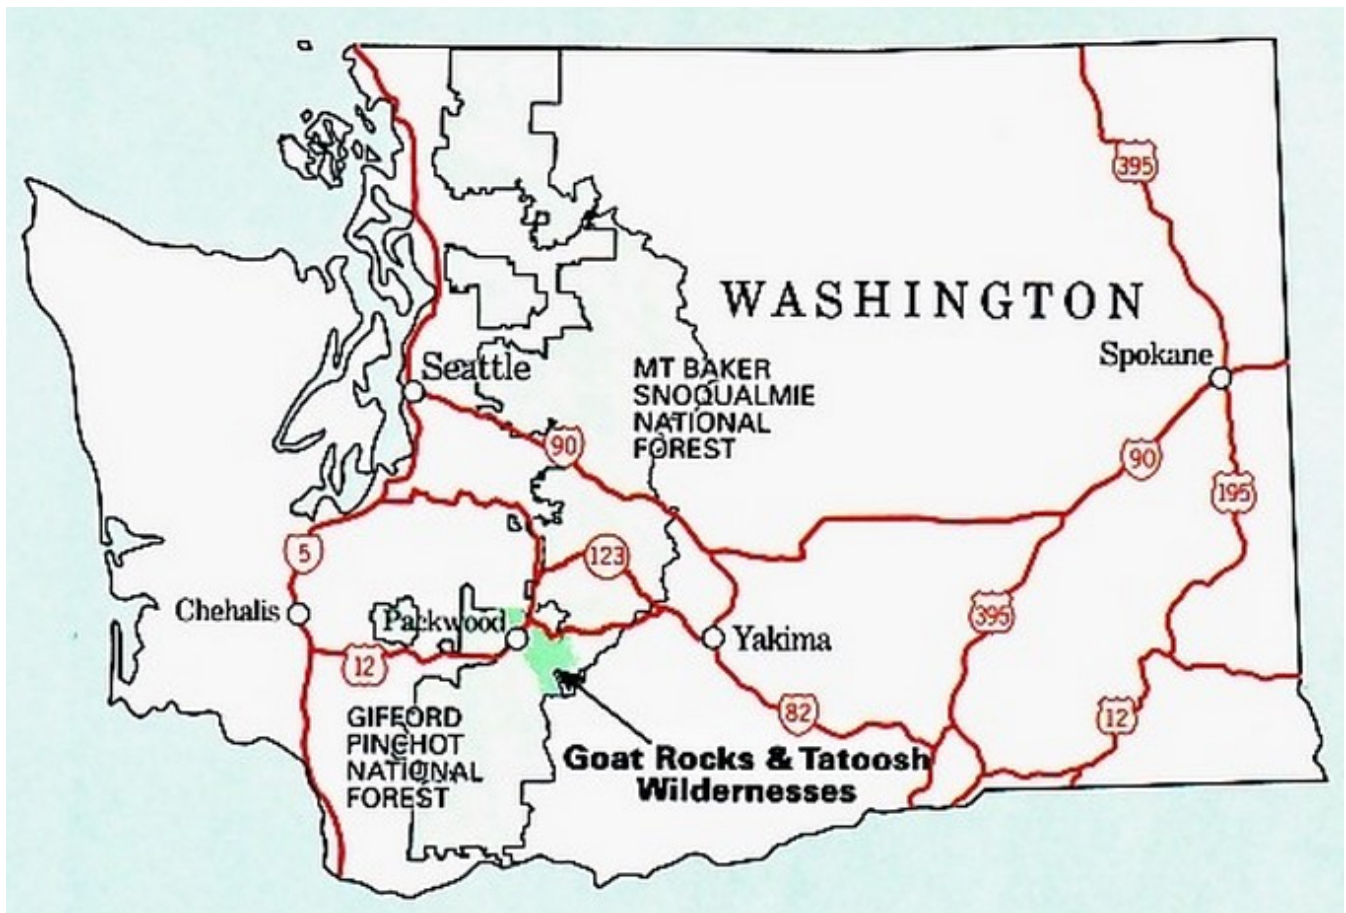 395
WASHINGTON
Spokane
Seattle
MT BAKER
SNOQUALMIE
NATIONAL
FOREST
90
90
195
5
123
Chehalis
Packwood
395
Yakima
12
82
12
GIFFORD
PINCHOT
NATIONAL
FOREST
Goat Rocks & Tatoosh
Wildernesses